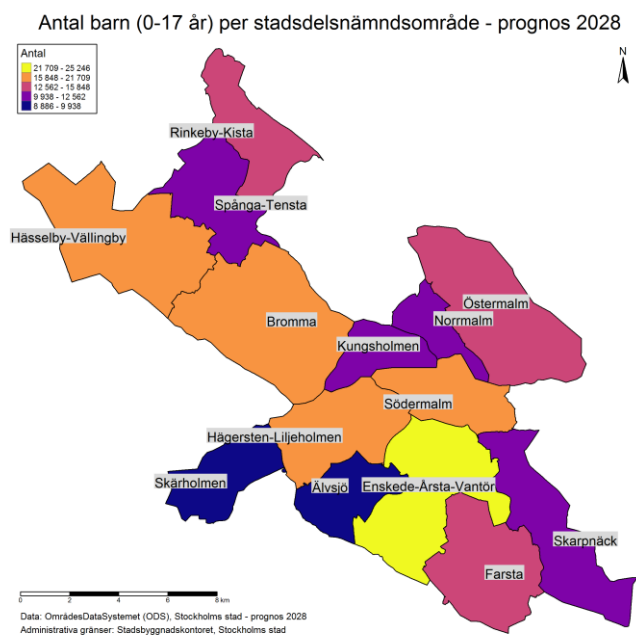 Antal barn (0-17 år) per stadsdelsnämndsområde - prognos 2028
Antal
21 709 - 25 246
15 848 - 21 709
12 562 - 15 848
9 938 - 12 562
8 886 - 9 938
N
Rinkeby-Kista
Spånga-Tensta
Hässelby-Vällingby
Östermalm
Bromma
Norrmalm
Kungsholmen
Södermalm
Hägersten-Liljeholmen
Skärholmen
Älvsjö
Enskede-Årsta-Vantör
Skarpnäck
Farsta
0 2 4 6 8 km
Data: OmrådesDataSystemet (ODS), Stockholms stad - prognos 2028
Administrativa gränser: Stadsbyggnadskontoret, Stockholms stad